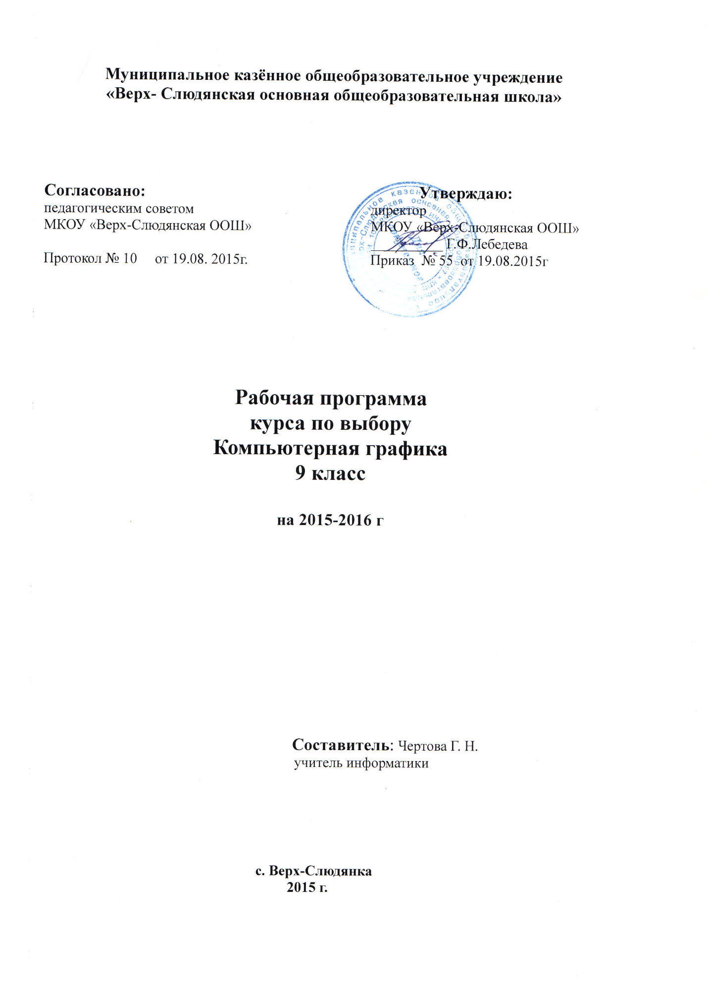 Муниципальное казённое общеобразовательное учреждение
«Верх- Слюдянская основная общеобразовательная школа»
Согласовано:
педагогическим советом
МКОУ «Верх-Слюдянская ООШ»
Протокол № 10 от 19.08. 2015г.
Утверждаю:
директор
МКОУ «Верх-Слюдянская ООШ»
Г.Ф.Лебедева
Приказ № 55 от 19.08.2015г
Рабочая программа
курса по выбору
Компьютерная графика
9 класс
на 2015-2016 г
Составитель: Чертова Г. Н.
учитель информатики
с. Верх-Слюдянка
2015 г.